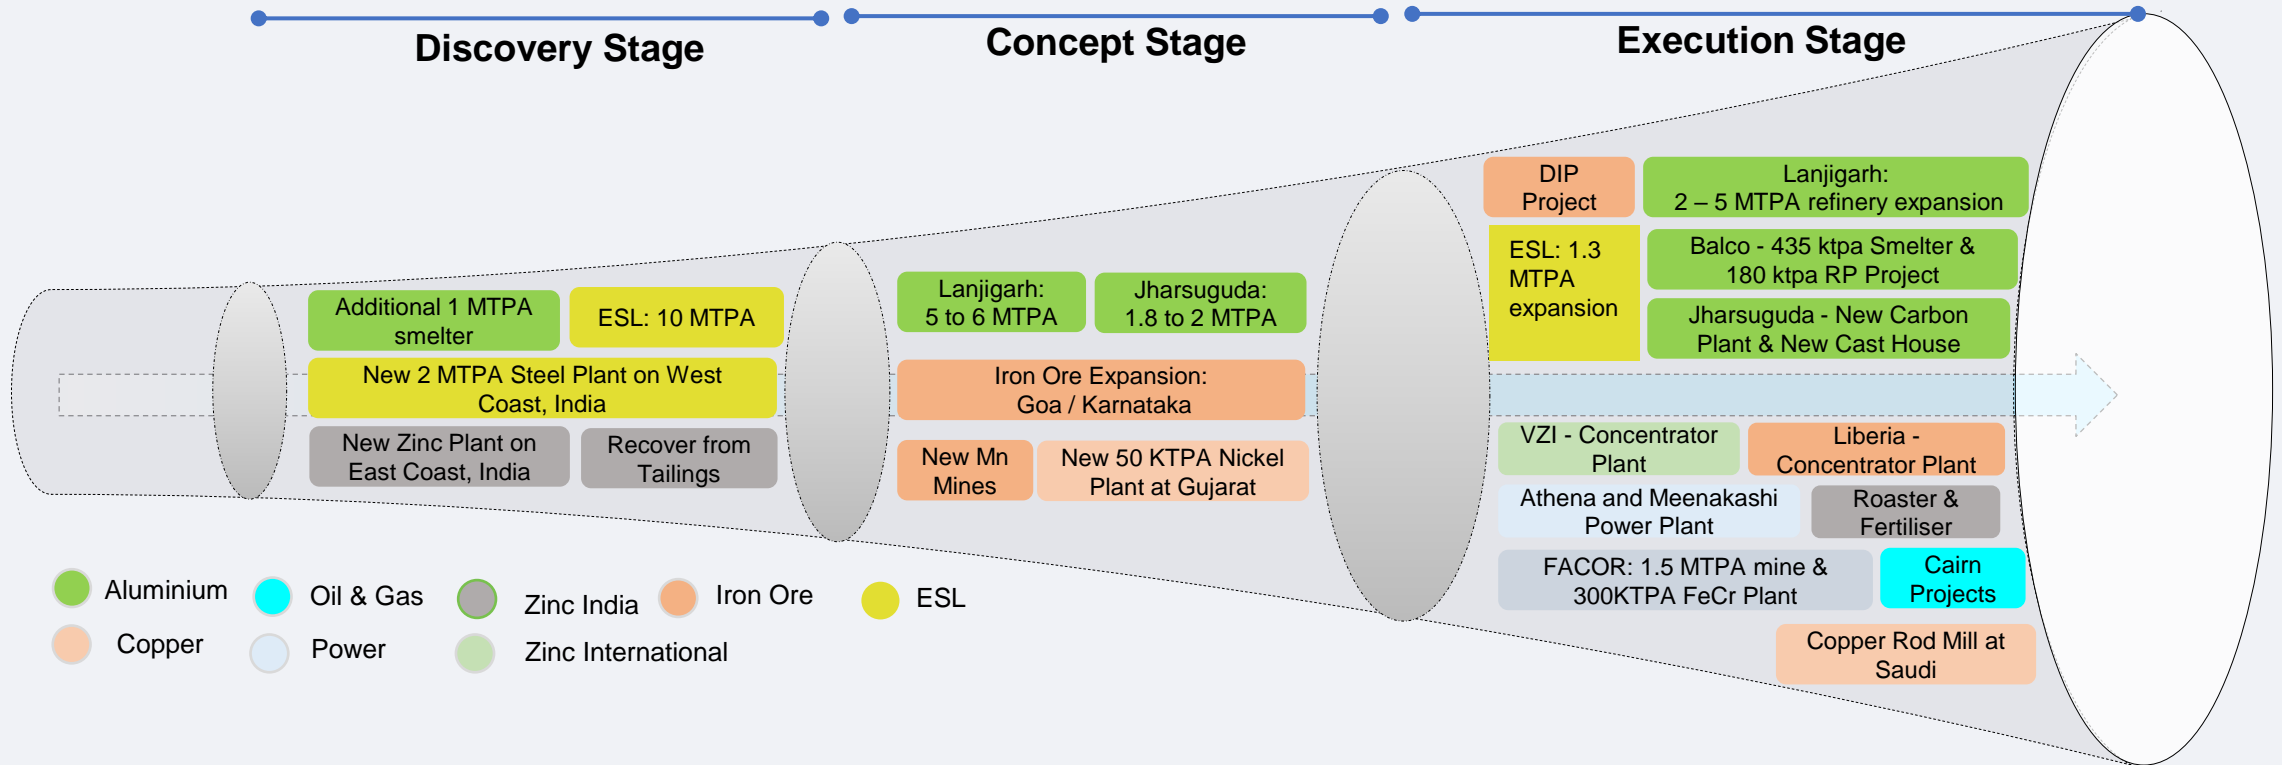 Discovery Stage
Concept Stage
Execution Stage
Additional 1 MTPA
smelter
ESL: 10 MTPA
New 2 MTPA Steel Plant on West
Coast, India
New Zinc Plant on
East Coast, India
Recover from
Tailings
Lanjigarh:
5 to 6 MTPA
Jharsuguda:
1.8 to 2 MTPA
Iron Ore Expansion:
Goa / Karnataka
New Mn
Mines
New 50 KTPA Nickel
Plant at Gujarat
DIP
Project
Lanjigarh:
2 – 5 MTPA refinery expansion
ESL: 1.3
MTPA
expansion
Balco - 435 ktpa Smelter &
180 ktpa RP Project
Jharsuguda - New Carbon
Plant & New Cast House
VZI - Concentrator
Plant
Liberia -
Concentrator Plant
Athena and Meenakashi
Power Plant
Roaster &
Fertiliser
FACOR: 1.5 MTPA mine &
300KTPA FeCr Plant
Cairn
Projects
Copper Rod Mill at
Saudi
Aluminium
Oil & Gas
Zinc India
Iron Ore
ESL
Copper
Power
Zinc International